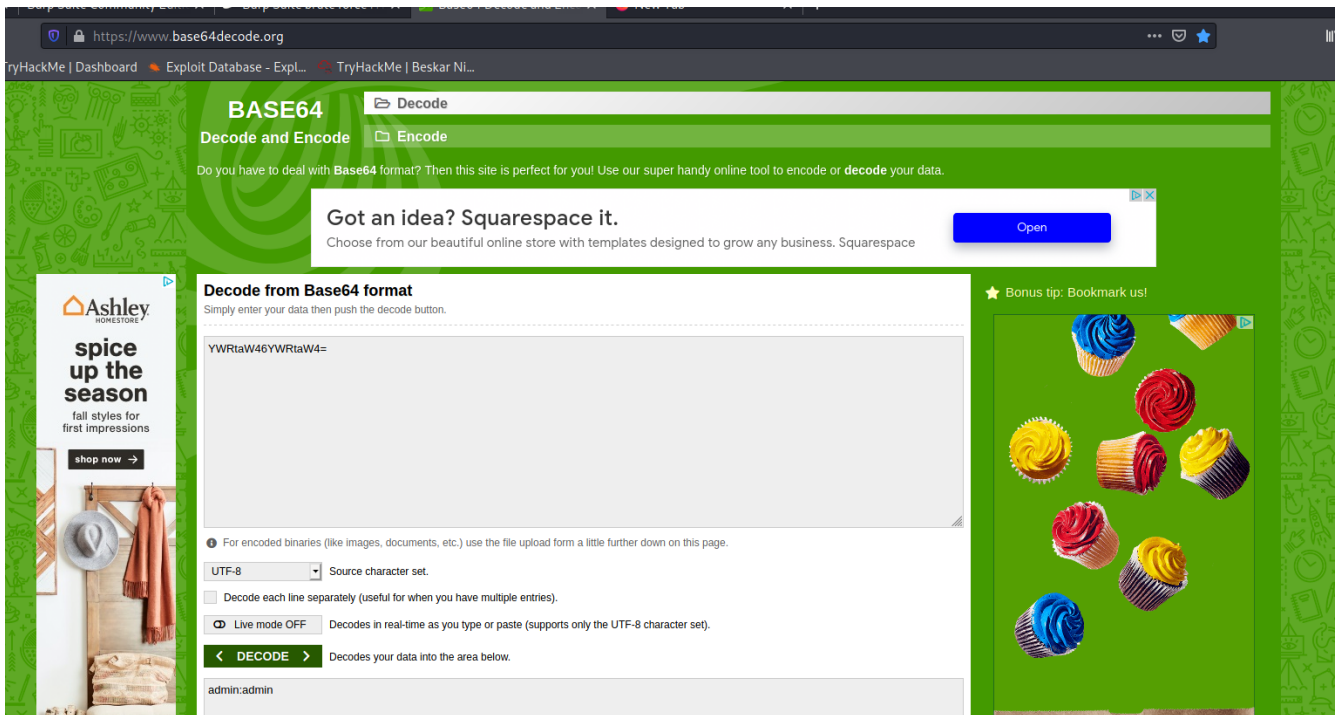 https://www.base64decode.org
TryHackMe | Dashboard Exploit Database - Expl... TryHackMe | Beskar Ni...
BASE64
Decode and Encode
Decode
Encode
Do you have to deal with Base64 format? Then this site is perfect for you! Use our super handy online tool to encode or decode your data.
Got an idea? Squarespace it.
Choose from our beautiful online store with templates designed to grow any business. Squarespace
Open
Ashley
HOMESTORE
spice
up the
season
fall styles for
first impressions
shop now →
Decode from Base64 format
Simply enter your data then push the decode button.
YWRtaW46YWRtaW4=
For encoded binaries (like images, documents, etc.) use the file upload form a little further down on this page.
UTF-8 Source character set.
Decode each line separately (useful for when you have multiple entries).
Live mode OFF Decodes in real-time as you type or paste (supports only the UTF-8 character set).
< DECODE > Decodes your data into the area below.
admin:admin
Bonus tip: Bookmark us!